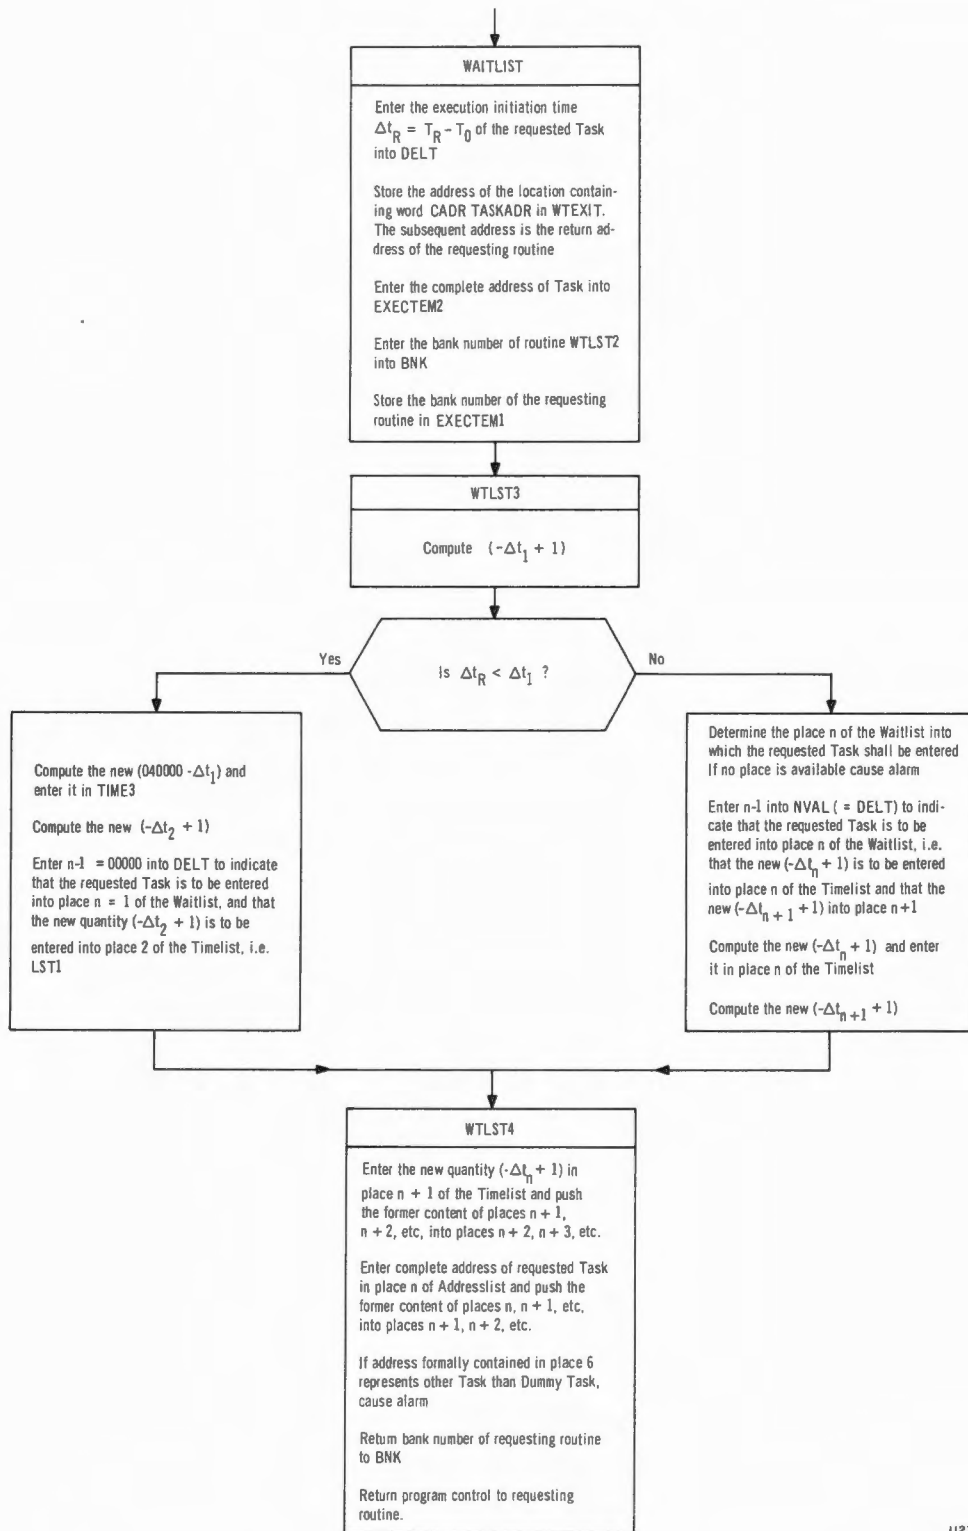 WAITLIST
Enter the execution initiation time
Δt_R = T_R - T_0 of the requested Task
into DELT
Store the address of the location contain-
ing word CADR TASKADR in WTEXIT.
The subsequent address is the return ad-
dress of the requesting routine
Enter the complete address of Task into
EXECTEM2
Enter the bank number of routine WTLST2
into BNK
Store the bank number of the requesting
routine in EXECTEM1
WTLST3
Compute (-Δt_1 + 1)
Yes
Is Δt_R < Δt_1 ?
No
Compute the new (040000 -Δt_1) and
enter it in TIME3
Compute the new (-Δt_2 + 1)
Enter n-1 = 00000 into DELT to indicate
that the requested Task is to be entered
into place n = 1 of the Waitlist, and that
the new quantity (-Δt_2 + 1) is to be
entered into place 2 of the Timelist, i.e.
LST1
Determine the place n of the Waitlist into
which the requested Task shall be entered
If no place is available cause alarm
Enter n-1 into NVAL ( = DELT) to indi-
cate that the requested Task is to be
entered into place n of the Waitlist, i.e.
that the new (-Δt_n + 1) is to be entered
into place n of the Timelist and that the
new (-Δt_n + 1 + 1) into place n+1
Compute the new (-Δt_n + 1) and enter
it in place n of the Timelist
Compute the new (-Δt_n+1 + 1)
WTLST4
Enter the new quantity (-Δt_n + 1) in
place n + 1 of the Timelist and push
the former content of places n + 1,
n + 2, etc, into places n + 2, n + 3, etc.
Enter complete address of requested Task
in place n of Addresslist and push the
former content of places n, n + 1, etc,
into places n + 1, n + 2, etc.
If address formally contained in place 6
represents other Task than Dummy Task,
cause alarm
Return bank number of requesting routine
to BNK
Return program control to requesting
routine.